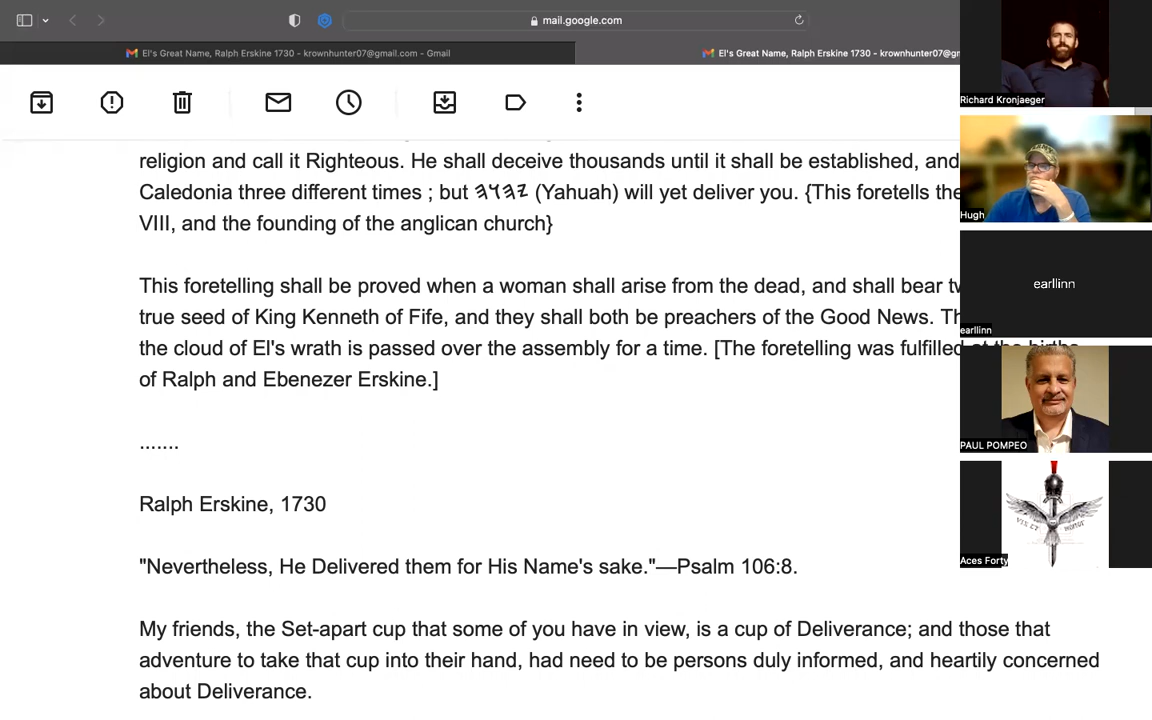 mail.google.com
El's Great Name, Ralph Erskine 1730 - krownhunter07@gmail.com - Gmail
El's Great Name, Ralph Erskine 1730 - krownhunter07@gm
religion and call it Righteous. He shall deceive thousands until it shall be established, and
Caledonia three different times ; but 𐤉𐤄𐤅𐤄 (Yahuah) will yet deliver you. {This foretells the
VIII, and the founding of the anglican church}
This foretelling shall be proved when a woman shall arise from the dead, and shall bear tw
true seed of King Kenneth of Fife, and they shall both be preachers of the Good News. Th
the cloud of El's wrath is passed over the assembly for a time. [The foretelling was fulfilled at the births
of Ralph and Ebenezer Erskine.]
.......
Ralph Erskine, 1730
"Nevertheless, He Delivered them for His Name's sake."—Psalm 106:8.
My friends, the Set-apart cup that some of you have in view, is a cup of Deliverance; and those that
adventure to take that cup into their hand, had need to be persons duly informed, and heartily concerned
about Deliverance.
Richard Kronjaeger
Hugh
earllinn
earllinn
PAUL POMPEO
Aces Forty